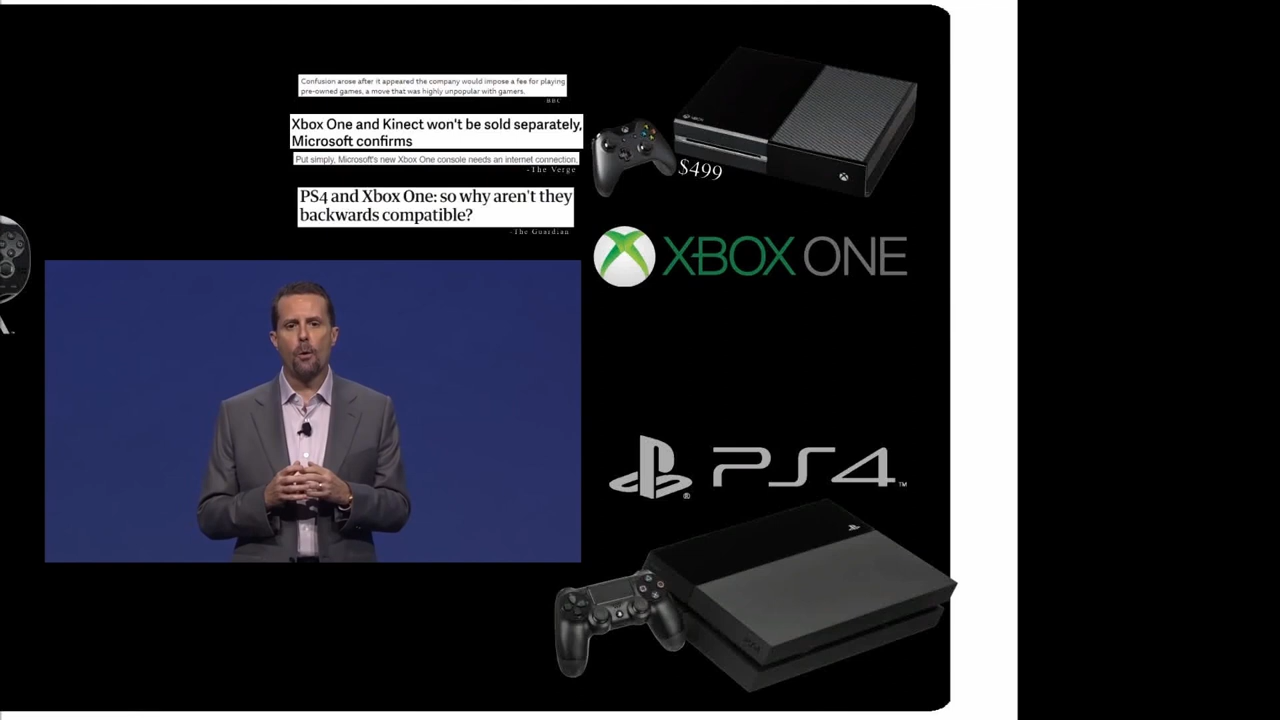 Confusion arose after it appeared the company would impose a fee for playing
pre-owned games, a move that was highly unpopular with gamers.
BBC
Xbox One and Kinect won't be sold separately,
Microsoft confirms
Put simply, Microsoft's new Xbox One console needs an internet connection.
-The Verge
PS4 and Xbox One: so why aren't they
backwards compatible?
-The Guardian
XBOX
$499
XBOX ONE
PS4™